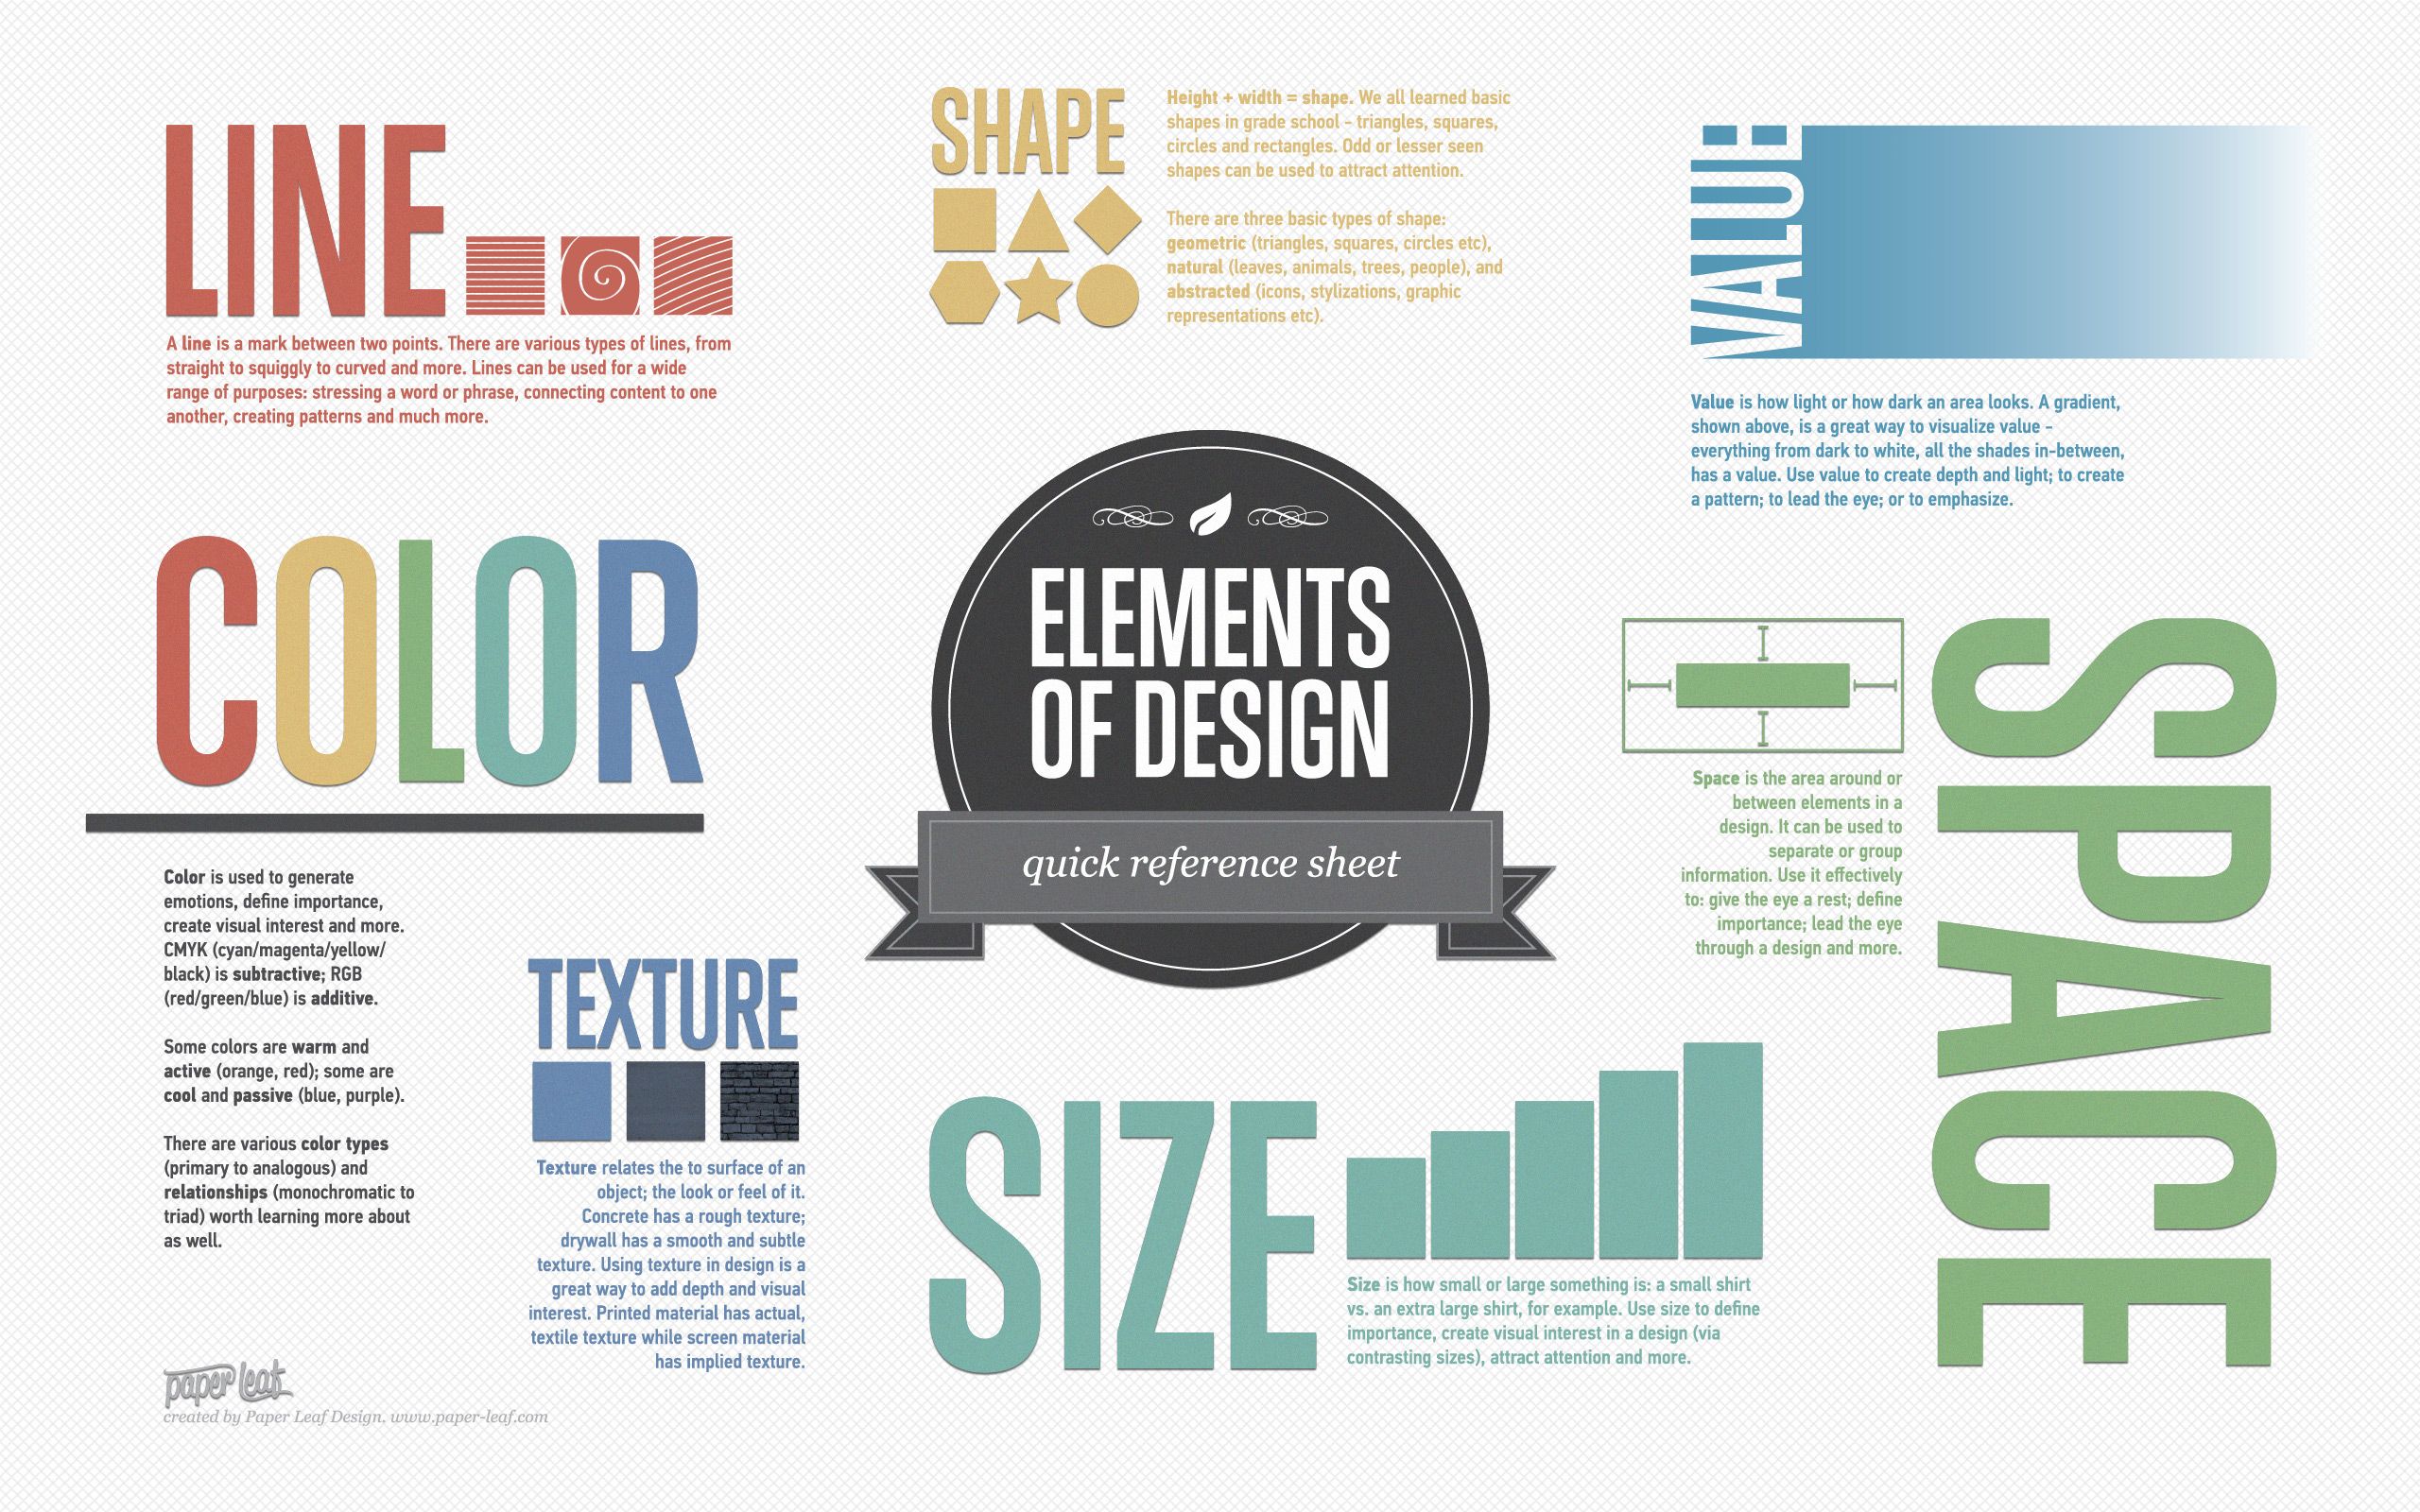 LINE
A line is a mark between two points. There are various types of lines, from
straight to squiggly to curved and more. Lines can be used for a wide
range of purposes: stressing a word or phrase, connecting content to one
another, creating patterns and much more.
SHAPE
Height + width = shape. We all learned basic
shapes in grade school - triangles, squares,
circles and rectangles. Odd or lesser seen
shapes can be used to attract attention.
There are three basic types of shape:
geometric (triangles, squares, circles etc),
natural (leaves, animals, trees, people), and
abstracted (icons, stylizations, graphic
representations etc).
VALUE
Value is how light or how dark an area looks. A gradient,
shown above, is a great way to visualize value -
everything from dark to white, all the shades in-between,
has a value. Use value to create depth and light; to create
a pattern; to lead the eye; or to emphasize.
COLOR
Color is used to generate
emotions, define importance,
create visual interest and more.
CMYK (cyan/magenta/yellow/
black) is subtractive; RGB
(red/green/blue) is additive.
Some colors are warm and
active (orange, red); some are
cool and passive (blue, purple).
There are various color types
(primary to analogous) and
relationships (monochromatic to
triad) worth learning more about
as well.
ELEMENTS
OF DESIGN
quick reference sheet
SPACE
Space is the area around or
between elements in a
design. It can be used to
separate or group
information. Use it effectively
to: give the eye a rest; define
importance; lead the eye
through a design and more.
TEXTURE
Texture relates the to surface of an
object; the look or feel of it.
Concrete has a rough texture;
drywall has a smooth and subtle
texture. Using texture in design is a
great way to add depth and visual
interest. Printed material has actual,
textile texture while screen material
has implied texture.
SIZE
Size is how small or large something is: a small shirt
vs. an extra large shirt, for example. Use size to define
importance, create visual interest in a design (via
contrasting sizes), attract attention and more.
paper leaf
created by Paper Leaf Design. www.paper-leaf.com